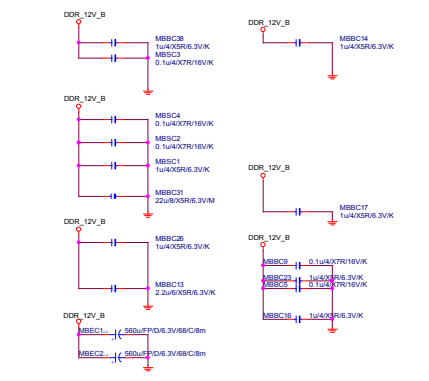 DDR_12V_B
MBBC38
1u/4/X5R/6.3V/K
MBSC3
0.1u/4/X7R/16V/K
DDR_12V_B
MBBC14
1u/4/X5R/6.3V/K
DDR_12V_B
MBSC4
0.1u/4/X7R/16V/K
MBSC2
0.1u/4/X7R/16V/K
MBSC1
1u/4/X5R/6.3V/K
MBBC31
22u/8/X5R/6.3V/M
DDR_12V_B
MBBC17
1u/4/X5R/6.3V/K
DDR_12V_B
MBBC26
1u/4/X5R/6.3V/K
MBBC13
2.2u/6/X5R/6.3V/K
DDR_12V_B
MBBC9 0.1u/4/X7R/16V/K
MBBC23 1u/4/X5R/6.3V/K
MBBC5 0.1u/4/X7R/16V/K
MBBC16 1u/4/X5R/6.3V/K
DDR_12V_B
MBEC1... 560u/FP/D/6.3V/68/C/8m
MBEC2... 560u/FP/D/6.3V/68/C/8m